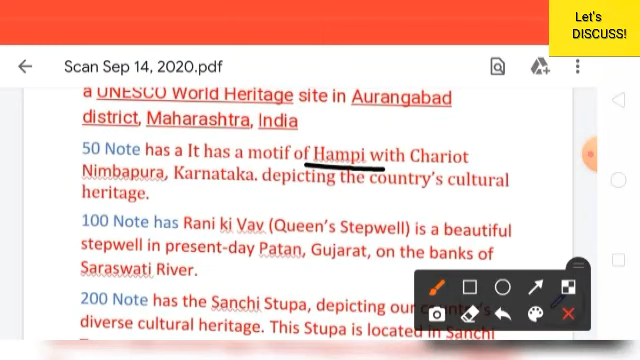 Let's
DISCUSS!
Scan Sep 14, 2020.pdf
a UNESCO World Heritage site in Aurangabad
district, Maharashtra, India
50 Note has a It has a motif of Hampi with Chariot
Nimbapura, Karnataka. depicting the country's cultural
heritage.
100 Note has Rani ki Vav (Queen's Stepwell) is a beautiful
stepwell in present-day Patan, Gujarat, on the banks of
Saraswati River.
200 Note has the Sanchi Stupa, depicting our country's
diverse cultural heritage. This Stupa is located in Sanchi